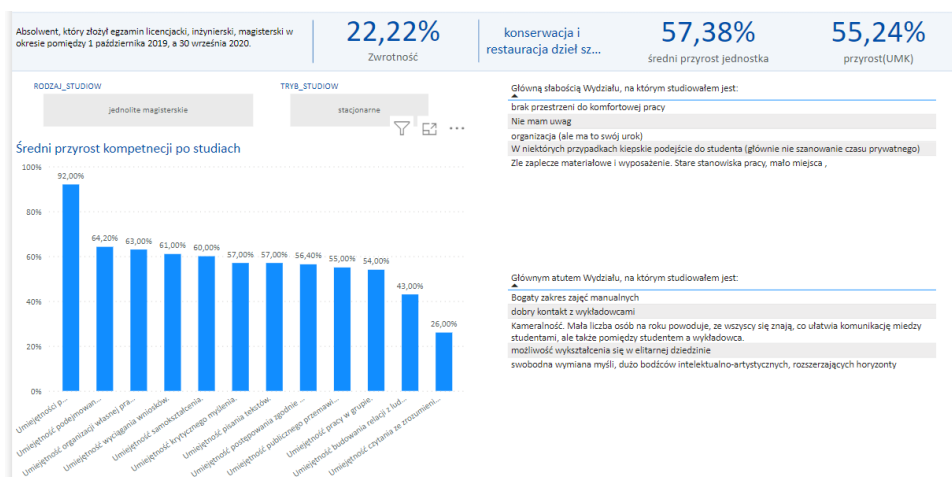 Absolwent, który złożył egzamin licencjacki, inżynierski, magisterski w
okresie pomiędzy 1 października 2019, a 30 września 2020.
22,22%
Zwrotność
konserwacja i
restauracja dzieł sz...
57,38%
średni przyrost jednostka
55,24%
przyrost(UMK)
RODZAJ_STUDIOW
jednolite magisterskie
TRYB_STUDIOW
stacjonarne
Średni przyrost kompetnecji po studiach
100%
80%
60%
40%
20%
0%
92,00%
64,20%
63,00%
61,00%
60,00%
57,00%
57,00%
56,40%
55,00%
54,00%
43,00%
26,00%
Umiejętności p...
Umiejętność podejmowan...
Umiejętność organizacji własnej pra...
Umiejętność wyciągania wniosków.
Umiejętność samokształcenia.
Umiejętność krytycznego myślenia.
Umiejętność pisania tekstów.
Umiejętność postępowania zgodnie ...
Umiejętność publicznego przemawi...
Umiejętność pracy w grupie.
Umiejętność budowania relacji z lud...
Umiejętność czytania ze zrozumieni...
Główną słabością Wydziału, na którym studiowałem jest:
brak przestrzeni do komfortowej pracy
Nie mam uwag
organizacja (ale ma to swój urok)
W niektórych przypadkach kiepskie podejście do studenta (głównie nie szanowanie czasu prywatnego)
Zle zaplecze materiałowe i wyposażenie. Stare stanowiska pracy, mało miejsca ,
Głównym atutem Wydziału, na którym studiowałem jest:
Bogaty zakres zajęć manualnych
dobry kontakt z wykładowcami
Kameralność. Mała liczba osób na roku powoduje, ze wszyscy się znają, co ułatwia komunikację miedzy
studentami, ale także pomiędzy studentem a wykładowca.
możliwość wykształcenia się w elitarnej dziedzinie
swobodna wymiana myśli, dużo bodźców intelektualno-artystycznych, rozszerzających horyzonty